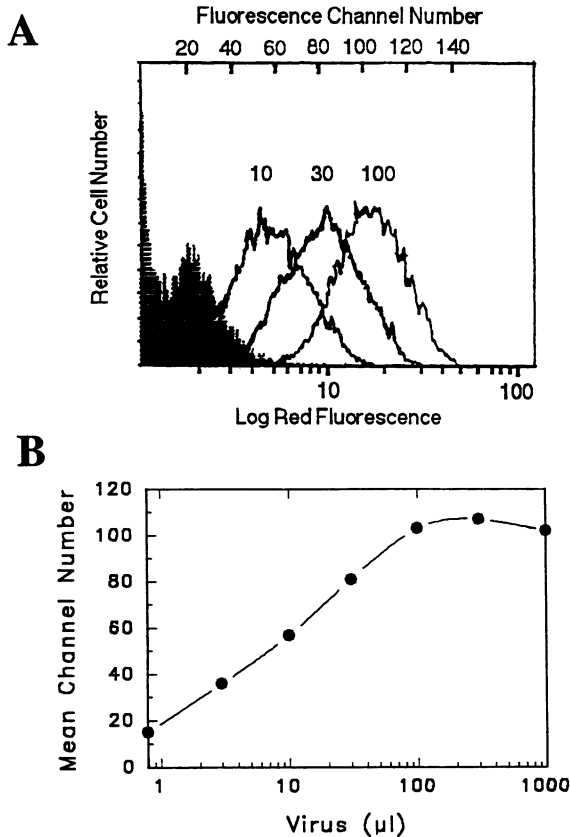 A
Fluorescence Channel Number
20 40 60 80 100 120 140
Relative Cell Number
10 30 100
10 100
Log Red Fluorescence
B
Mean Channel Number
120
100
80
60
40
20
0
1 10 100 1000
Virus (µl)